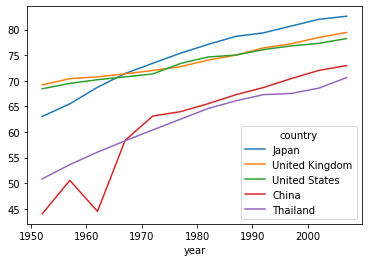 80
75
70
65
60
55
50
45
country
Japan
United Kingdom
United States
China
Thailand
1950 1960 1970 1980 1990 2000
year